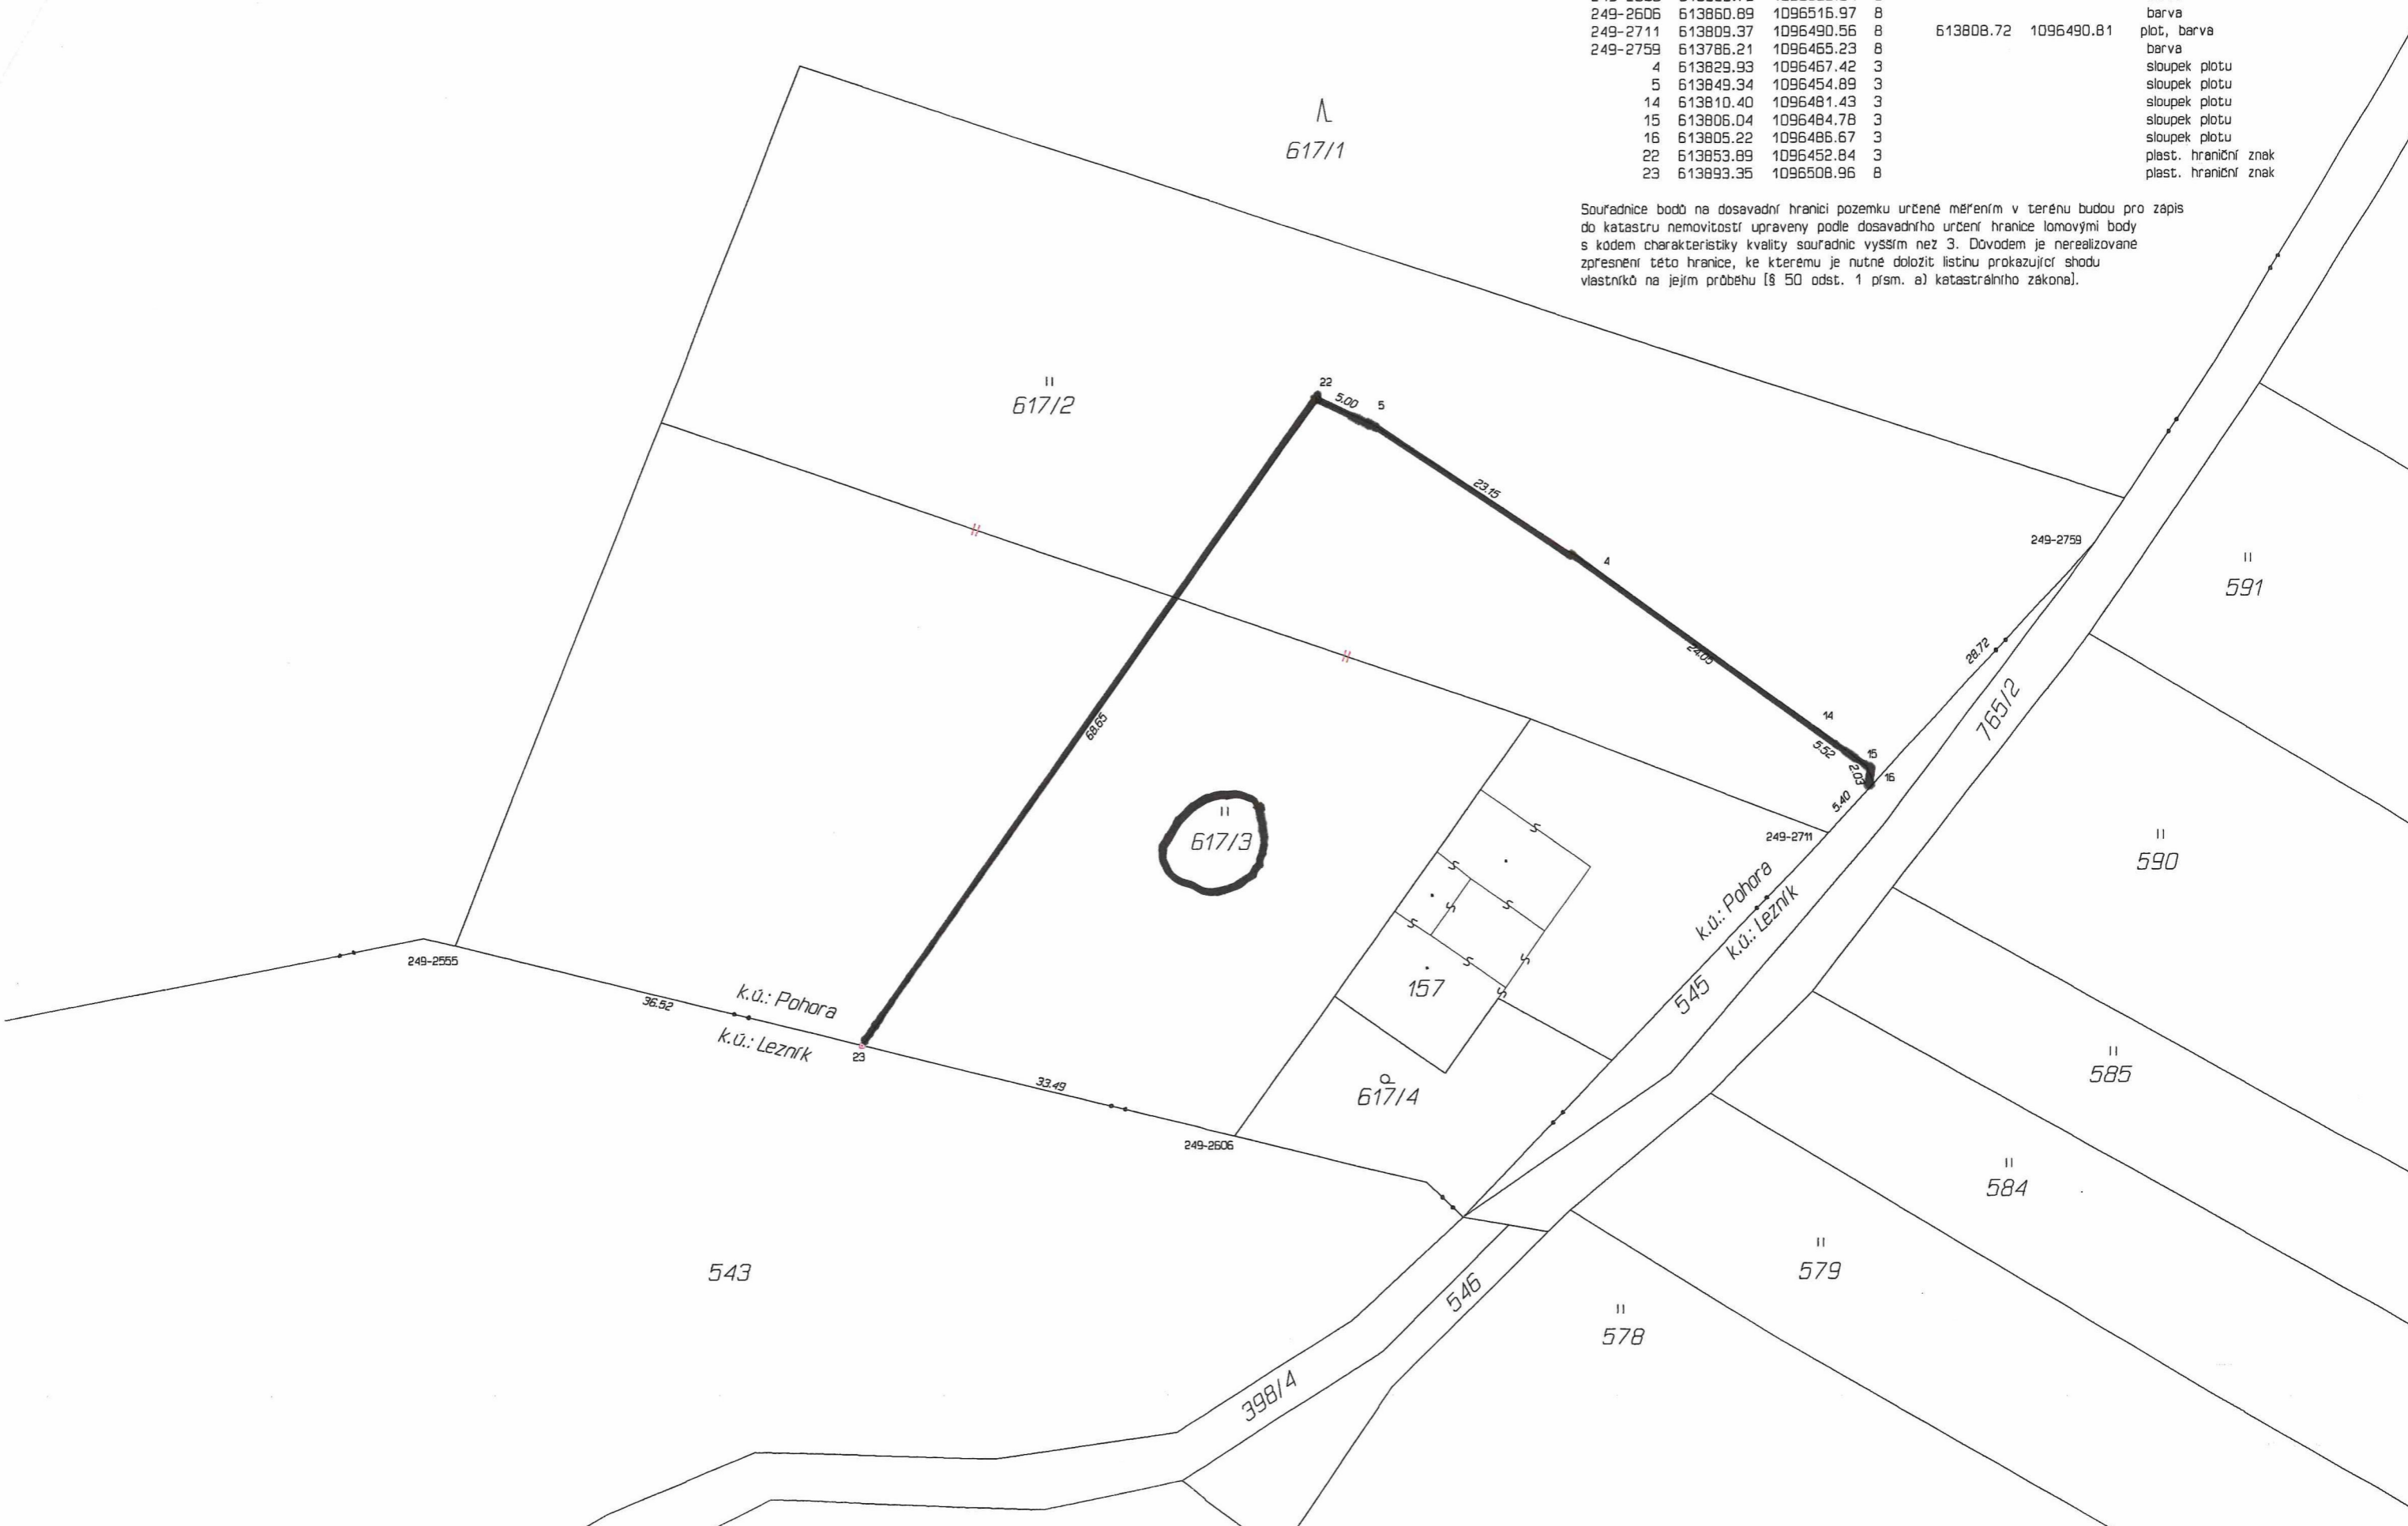 249-2606 613860.89 1096516.97 8 barva
249-2711 613809.37 1096490.56 8 613808.72 1096490.81 plot, barva
249-2759 613786.21 1096465.23 8 barva
4 613829.93 1096467.42 3 sloupek plotu
5 613849.34 1096454.89 3 sloupek plotu
14 613810.40 1096481.43 3 sloupek plotu
15 613806.04 1096484.78 3 sloupek plotu
16 613805.22 1096486.67 3 sloupek plotu
22 613853.89 1096452.84 3 plast. hraniční znak
23 613893.35 1096508.96 8 plast. hraniční znak
Souřadnice bodů na dosavadní hranici pozemku určené měřením v terénu budou pro zápis
do katastru nemovitostí upraveny podle dosavadního určení hranice lomovými body
s kódem charakteristiky kvality souřadnic vyšším než 3. Důvodem je nerealizované
zpřesnění této hranice, ke kterému je nutné doložit listinu prokazující shodu
vlastníků na jejím průběhu [§ 50 odst. 1 písm. a) katastrálního zákona].
617/1
617/2
22
5.00
5
23.15
4
249-2759
591
24.05
28.72
765/2
14
5.52
15
2.03
16
5.40
68.65
617/3
249-2711
590
k.ú.: Pohora
k.ú.: Lezník
249-2555
36.52
k.ú.: Pohora
k.ú.: Lezník
23
157
545
33.49
617/4
585
249-2606
584
543
546
579
578
398/4